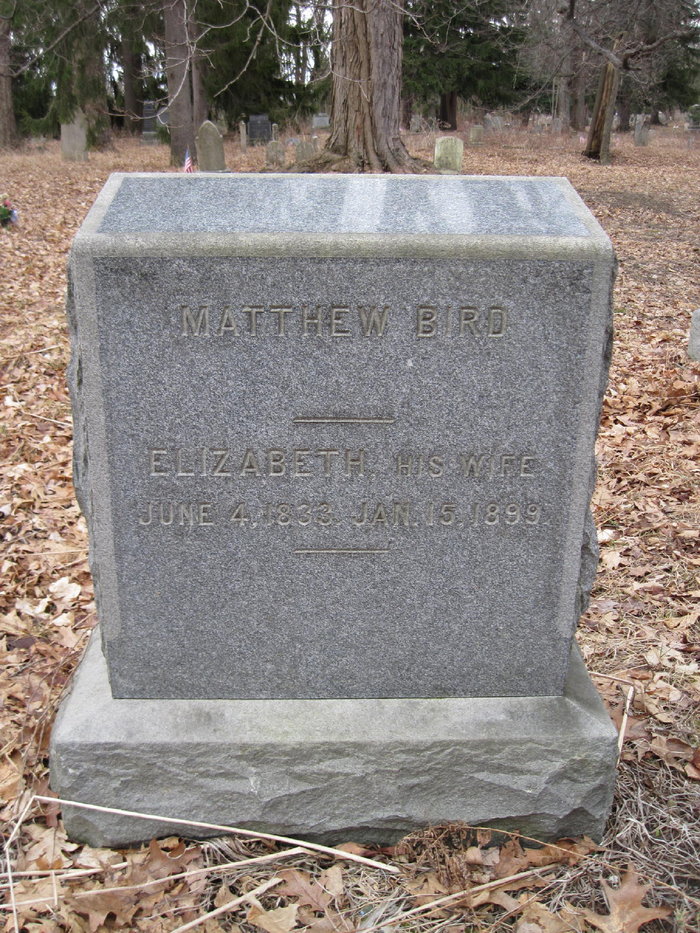 MATTHEW BIRD
ELIZABETH HIS WIFE
JUNE 4, 1833. JAN. 15, 1899.